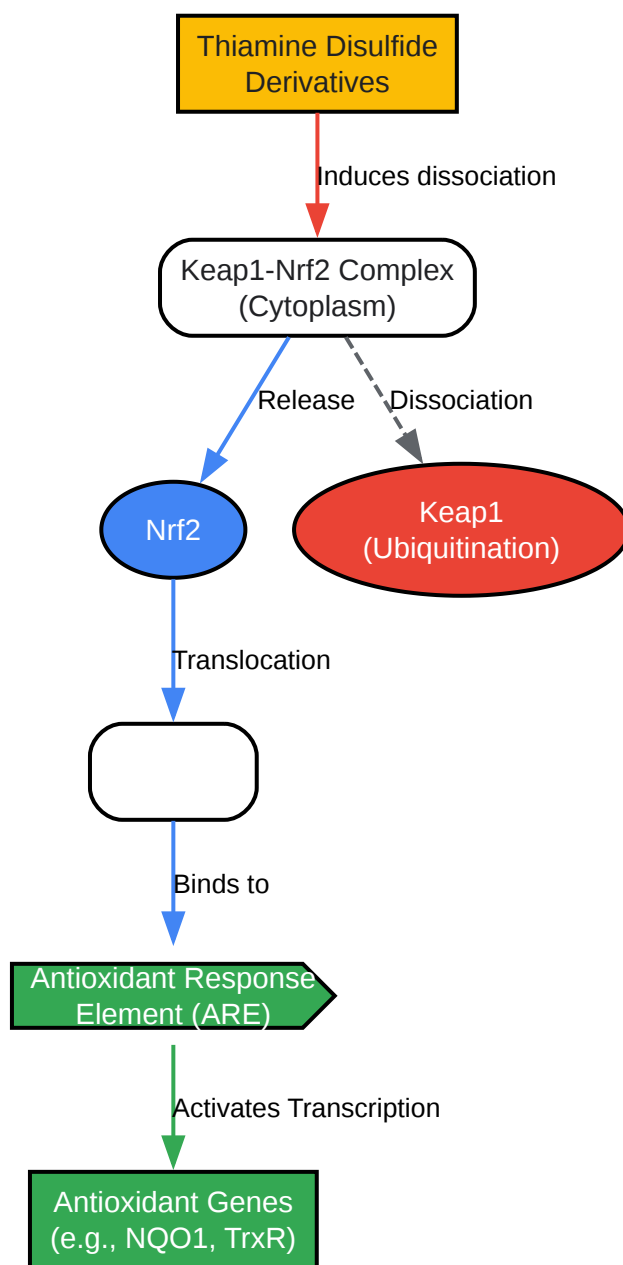 Thiamine Disulfide
Derivatives
Induces dissociation
Keap1-Nrf2 Complex
(Cytoplasm)
Release
Dissociation
Nrf2
Keap1
(Ubiquitination)
Translocation
Binds to
Antioxidant Response
Element (ARE)
Activates Transcription
Antioxidant Genes
(e.g., NQO1, TrxR)